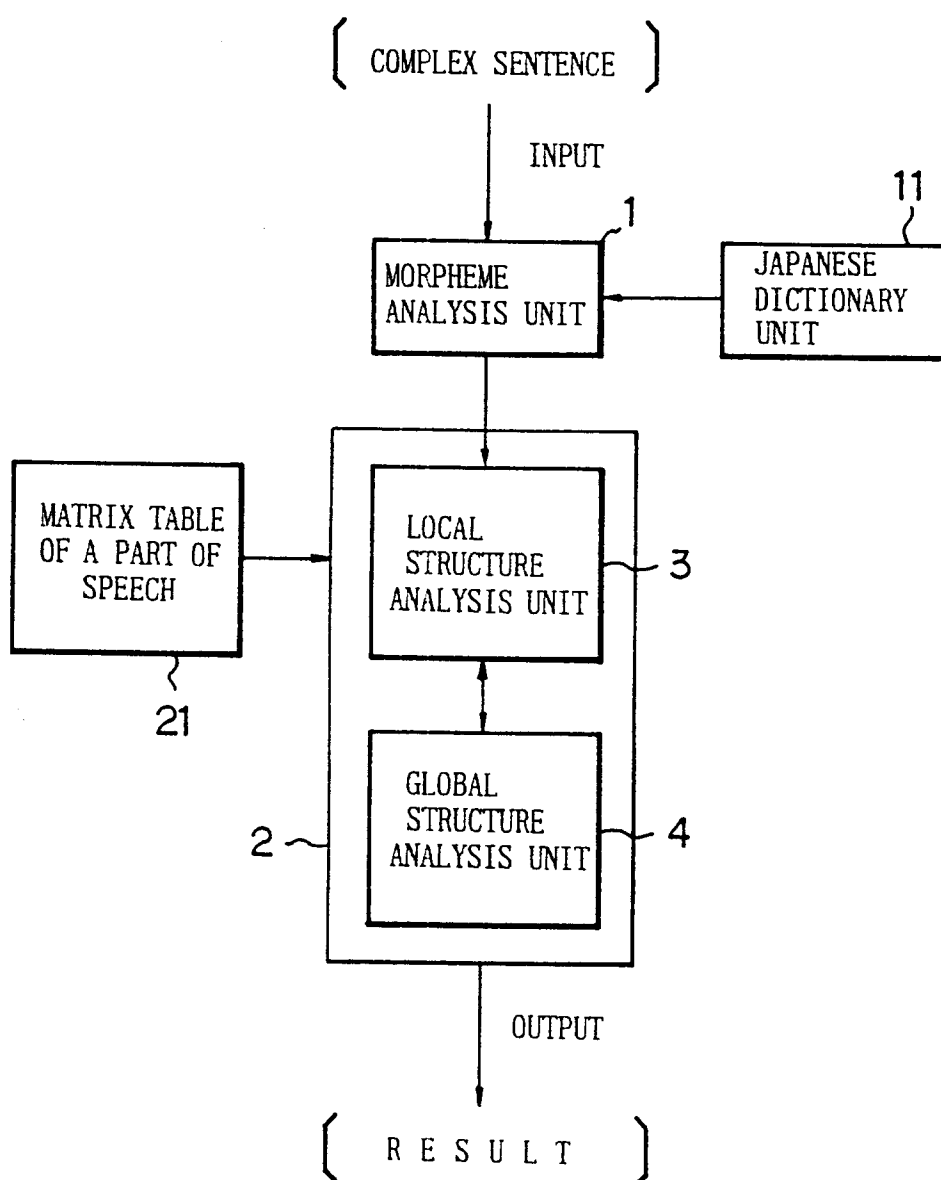 [ COMPLEX SENTENCE ]
INPUT
1
11
MORPHEME
ANALYSIS UNIT
JAPANESE
DICTIONARY
UNIT
MATRIX TABLE
OF A PART OF
SPEECH
21
LOCAL
STRUCTURE
ANALYSIS UNIT
3
GLOBAL
STRUCTURE
ANALYSIS UNIT
2
4
OUTPUT
[ RESULT ]